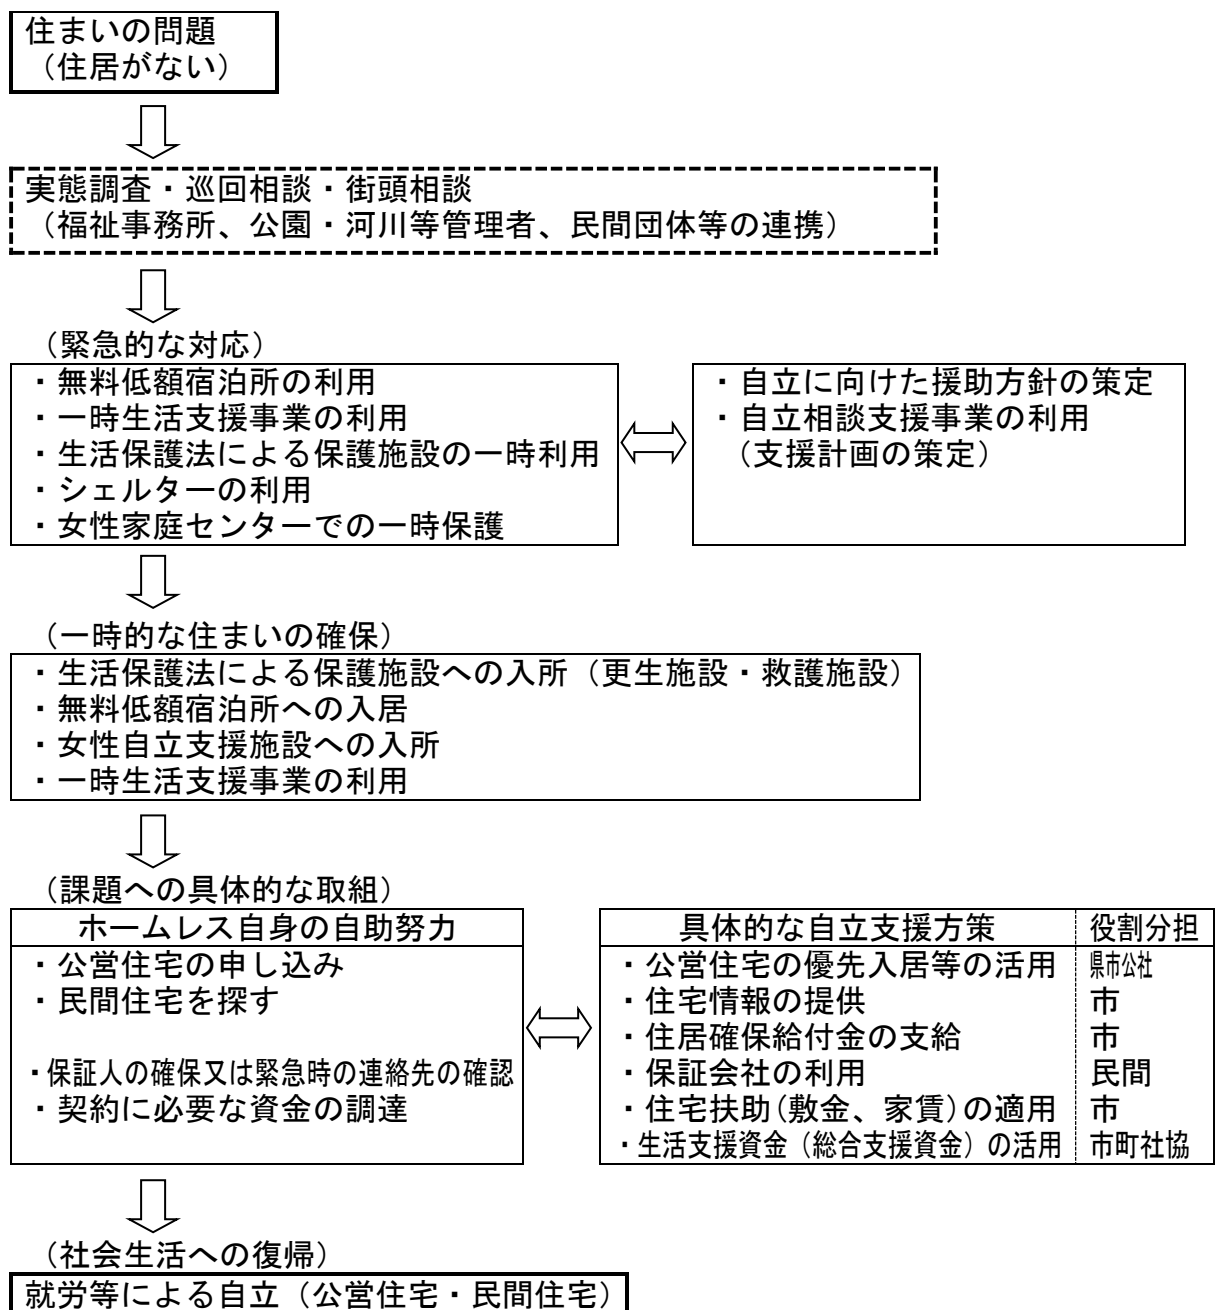 住まいの問題
（住居がない）
実態調査・巡回相談・街頭相談
（福祉事務所、公園・河川等管理者、民間団体等の連携）
（緊急的な対応）
・無料低額宿泊所の利用
・一時生活支援事業の利用
・生活保護法による保護施設の一時利用
・シェルターの利用
・女性家庭センターでの一時保護
・自立に向けた援助方針の策定
・自立相談支援事業の利用
（支援計画の策定）
（一時的な住まいの確保）
・生活保護法による保護施設への入所（更生施設・救護施設）
・無料低額宿泊所への入居
・女性自立支援施設への入所
・一時生活支援事業の利用
（課題への具体的な取組）
ホームレス自身の自助努力
・公営住宅の申し込み
・民間住宅を探す
・保証人の確保又は緊急時の連絡先の確認
・契約に必要な資金の調達
具体的な自立支援方策 役割分担
・公営住宅の優先入居等の活用 県市公社
・住宅情報の提供 市
・住居確保給付金の支給 市
・保証会社の利用 民間
・住宅扶助(敷金、家賃)の適用 市
・生活支援資金（総合支援資金）の活用 市町社協
（社会生活への復帰）
就労等による自立（公営住宅・民間住宅）